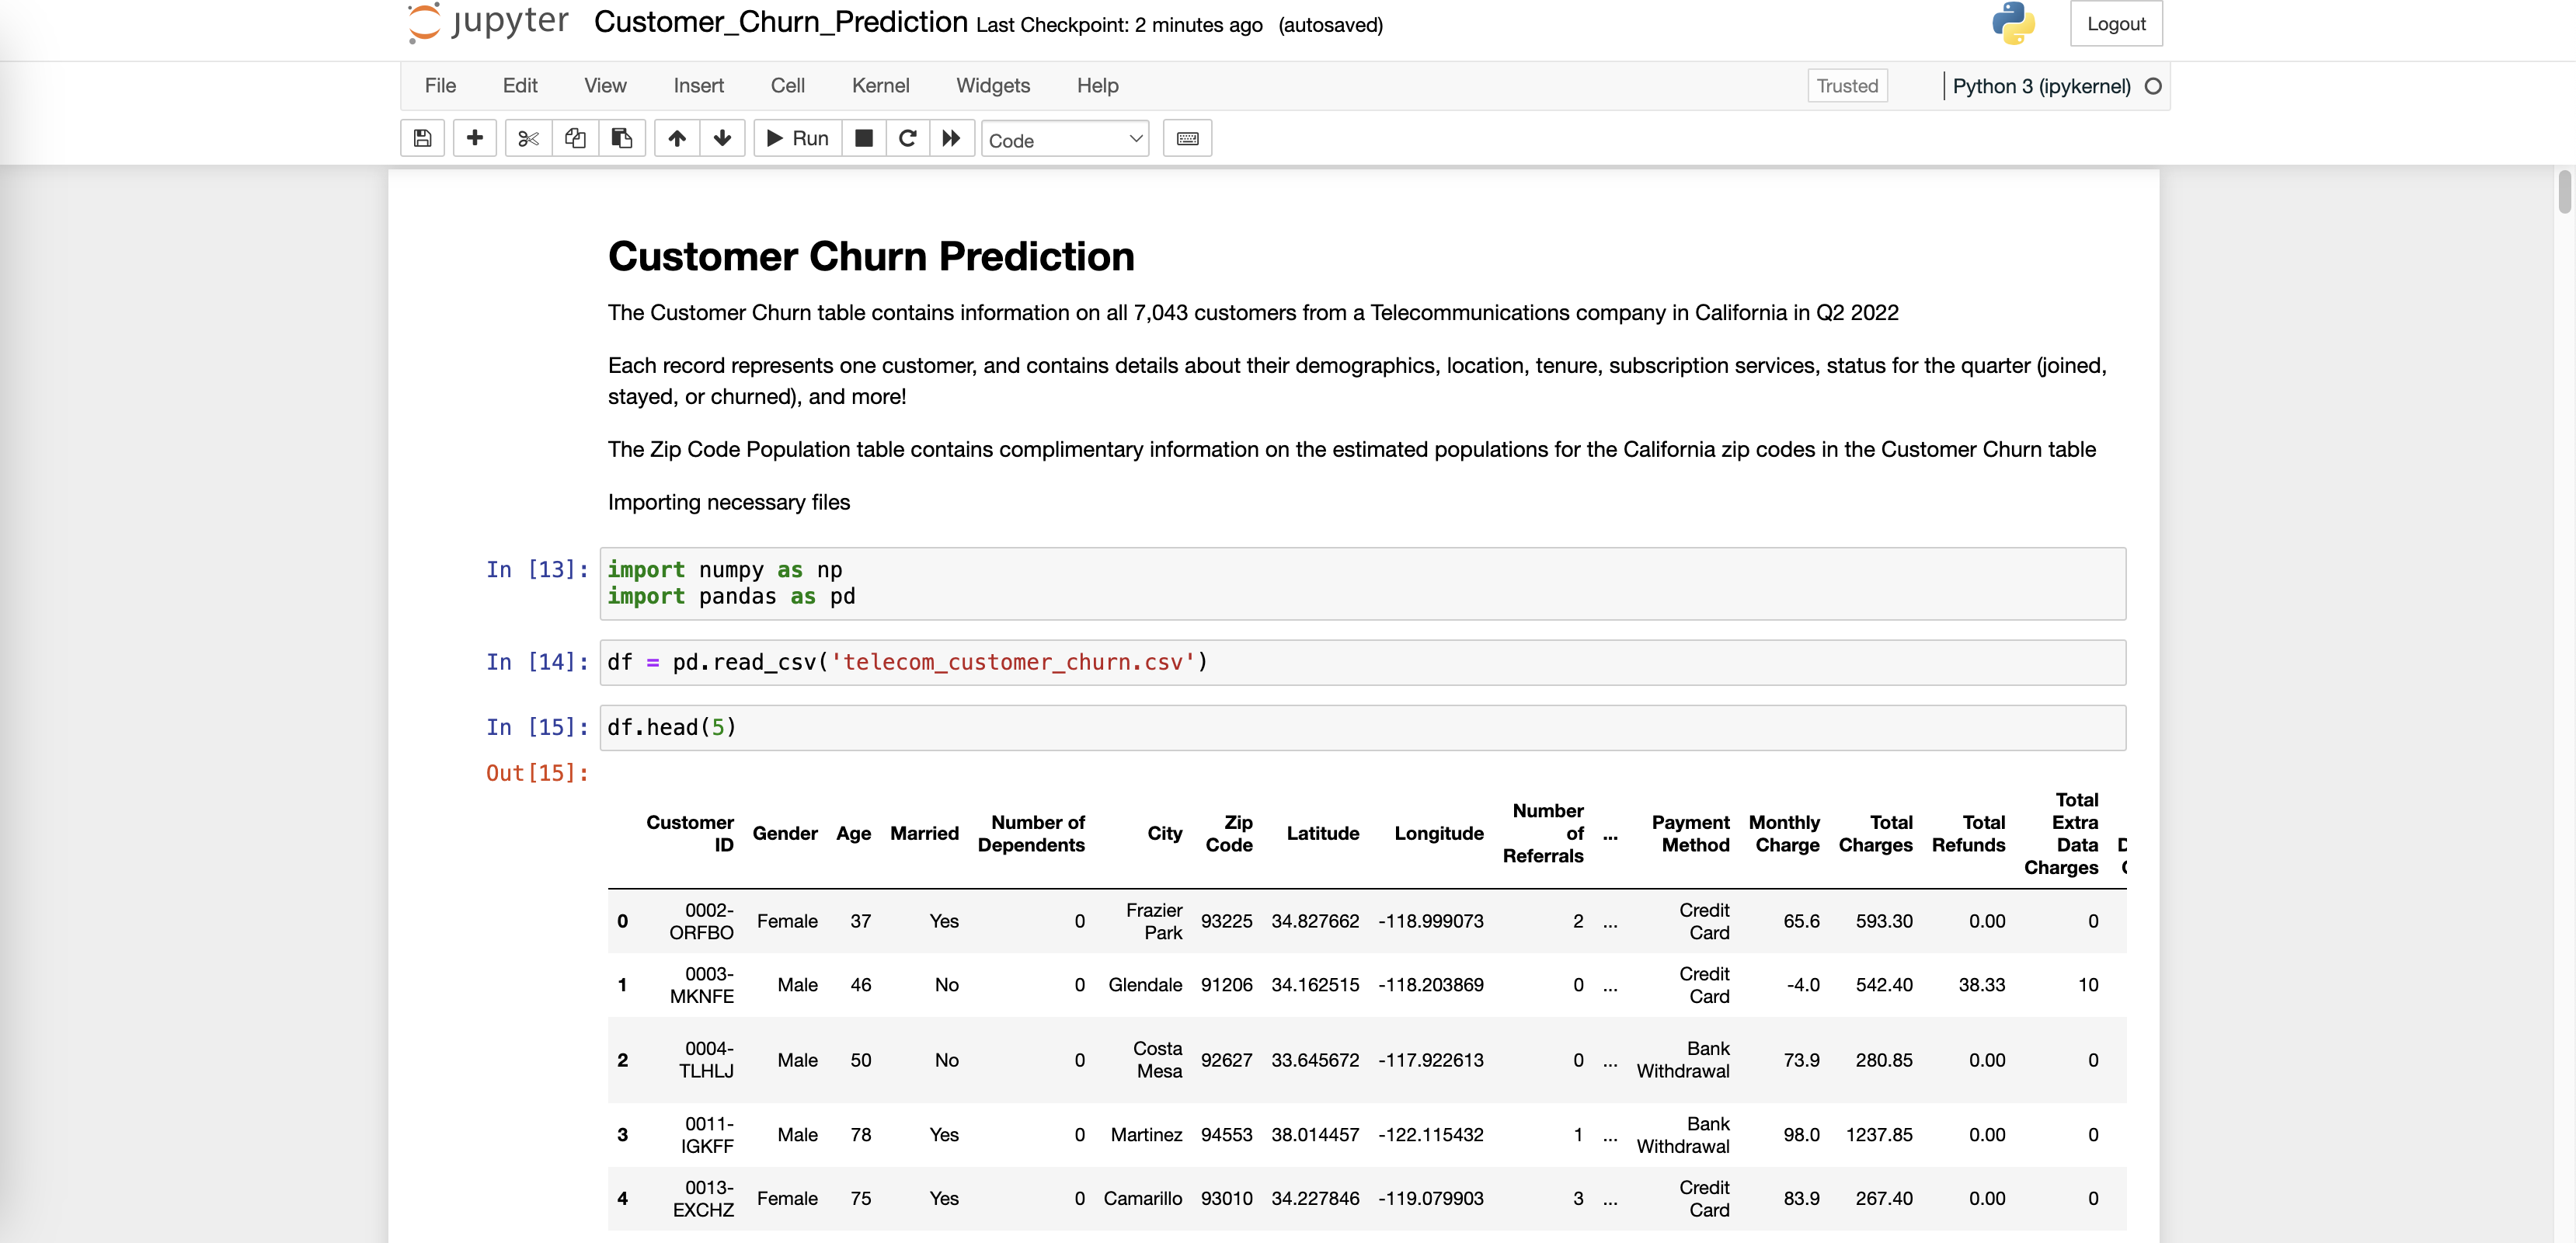 jupyter Customer_Churn_Prediction Last Checkpoint: 2 minutes ago (autosaved) Logout
File Edit View Insert Cell Kernel Widgets Help Trusted Python 3 (ipykernel)
Run Code
Customer Churn Prediction
The Customer Churn table contains information on all 7,043 customers from a Telecommunications company in California in Q2 2022
Each record represents one customer, and contains details about their demographics, location, tenure, subscription services, status for the quarter (joined,
stayed, or churned), and more!
The Zip Code Population table contains complimentary information on the estimated populations for the California zip codes in the Customer Churn table
Importing necessary files
In [13]: import numpy as np
import pandas as pd
In [14]: df = pd.read_csv('telecom_customer_churn.csv')
In [15]: df.head(5)
Out[15]:
Customer ID Gender Age Married Number of Dependents City Zip Code Latitude Longitude Number of Referrals ... Payment Method Monthly Charge Total Charges Total Refunds Total Extra Data Charges
0 0002-ORFBO Female 37 Yes 0 Frazier Park 93225 34.827662 -118.999073 2 ... Credit Card 65.6 593.30 0.00 0
1 0003-MKNFE Male 46 No 0 Glendale 91206 34.162515 -118.203869 0 ... Credit Card -4.0 542.40 38.33 10
2 0004-TLHLJ Male 50 No 0 Costa Mesa 92627 33.645672 -117.922613 0 ... Bank Withdrawal 73.9 280.85 0.00 0
3 0011-IGKFF Male 78 Yes 0 Martinez 94553 38.014457 -122.115432 1 ... Bank Withdrawal 98.0 1237.85 0.00 0
4 0013-EXCHZ Female 75 Yes 0 Camarillo 93010 34.227846 -119.079903 3 ... Credit Card 83.9 267.40 0.00 0